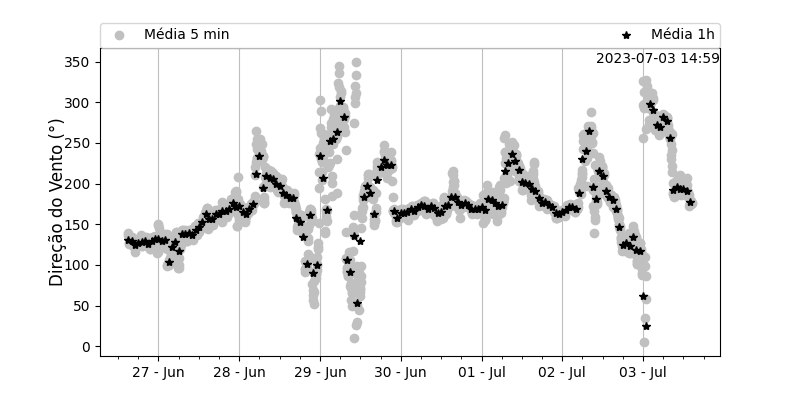 Média 5 min
Média 1h
2023-07-03 14:59
Direção do Vento (°)
350
300
250
200
150
100
50
0
27 - Jun
28 - Jun
29 - Jun
30 - Jun
01 - Jul
02 - Jul
03 - Jul